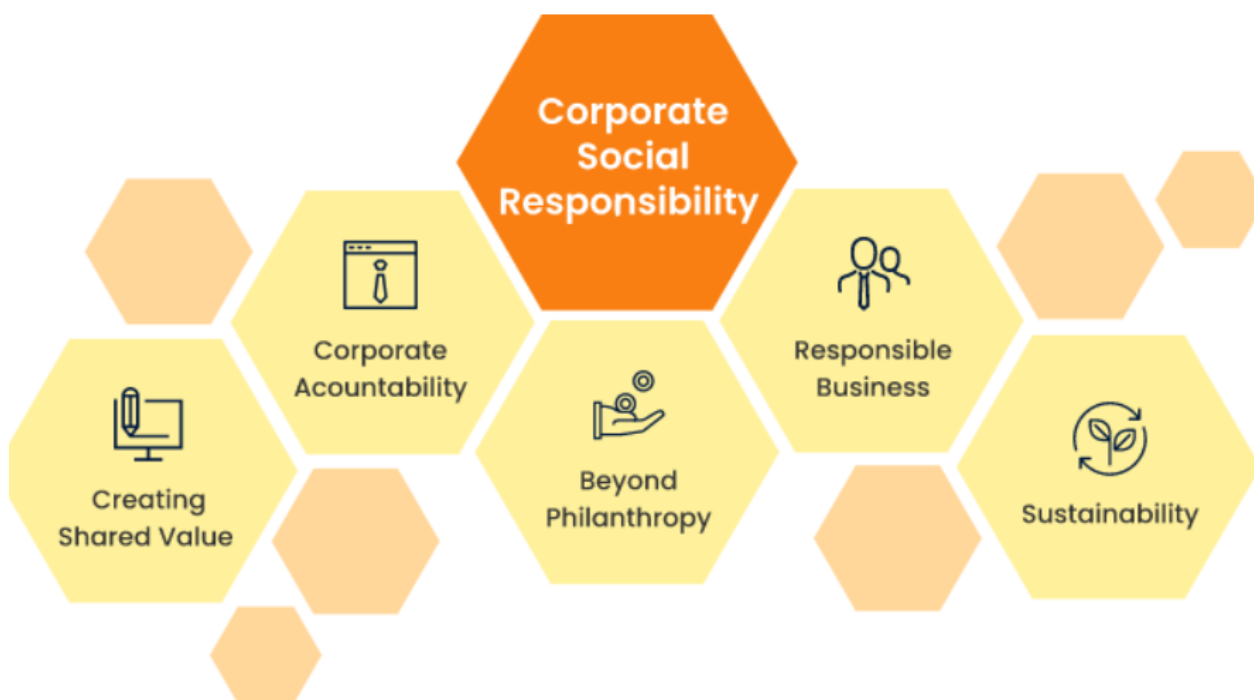 Corporate
Social
Responsibility
Corporate
Acountability
Responsible
Business
Creating
Shared Value
Beyond
Philanthropy
Sustainability